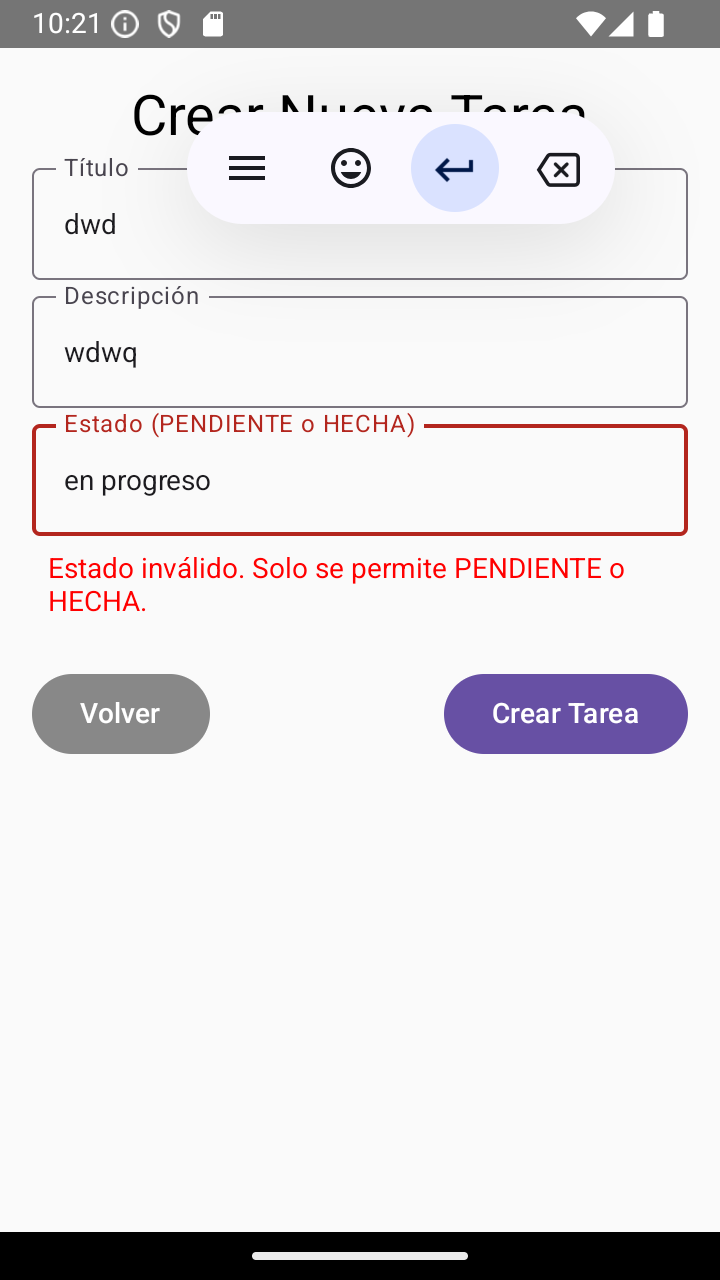 10:21
Crear Nueva Tarea
Título
dwd
Descripción
wdwq
Estado (PENDIENTE o HECHA)
en progreso
Estado inválido. Solo se permite PENDIENTE o
HECHA.
Volver
Crear Tarea